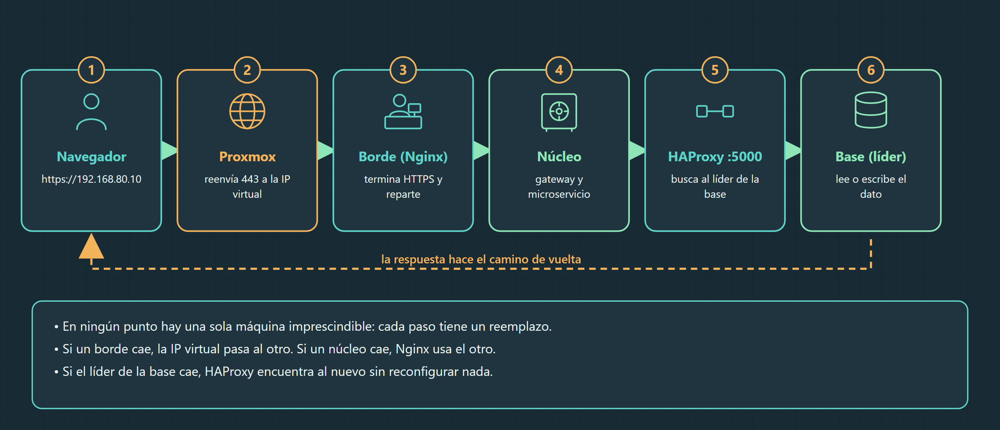 1
2
3
4
5
6
Navegador
https://192.168.80.10
Proxmox
reenvía 443 a la IP
virtual
Borde (Nginx)
termina HTTPS y
reparte
Núcleo
gateway y
microservicio
HAProxy :5000
busca al líder de la
base
Base (líder)
lee o escribe el
dato
la respuesta hace el camino de vuelta
• En ningún punto hay una sola máquina imprescindible: cada paso tiene un reemplazo.
• Si un borde cae, la IP virtual pasa al otro. Si un núcleo cae, Nginx usa el otro.
• Si el líder de la base cae, HAProxy encuentra al nuevo sin reconfigurar nada.